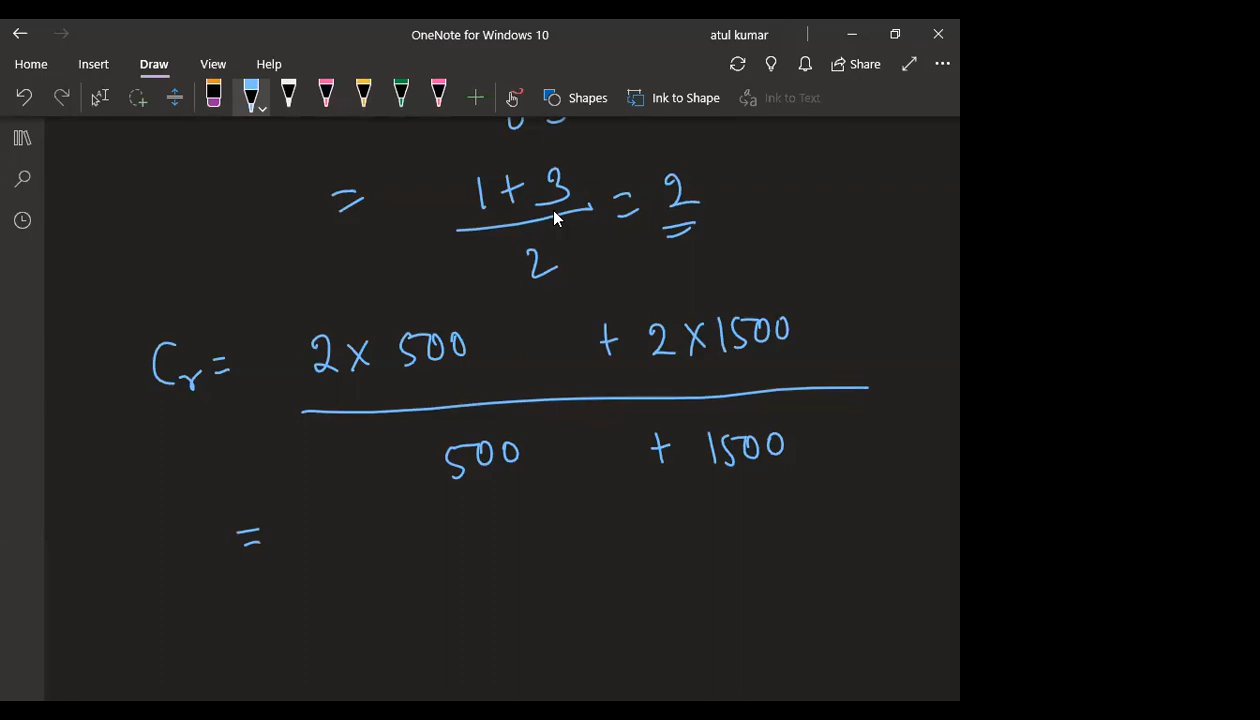 OneNote for Windows 10
atul kumar
Home Insert Draw View Help
Share
Shapes Ink to Shape Ink to Text
= 1 + 3 = 2
2
Cr = 2 × 500 + 2 × 1500
500 + 1500
=